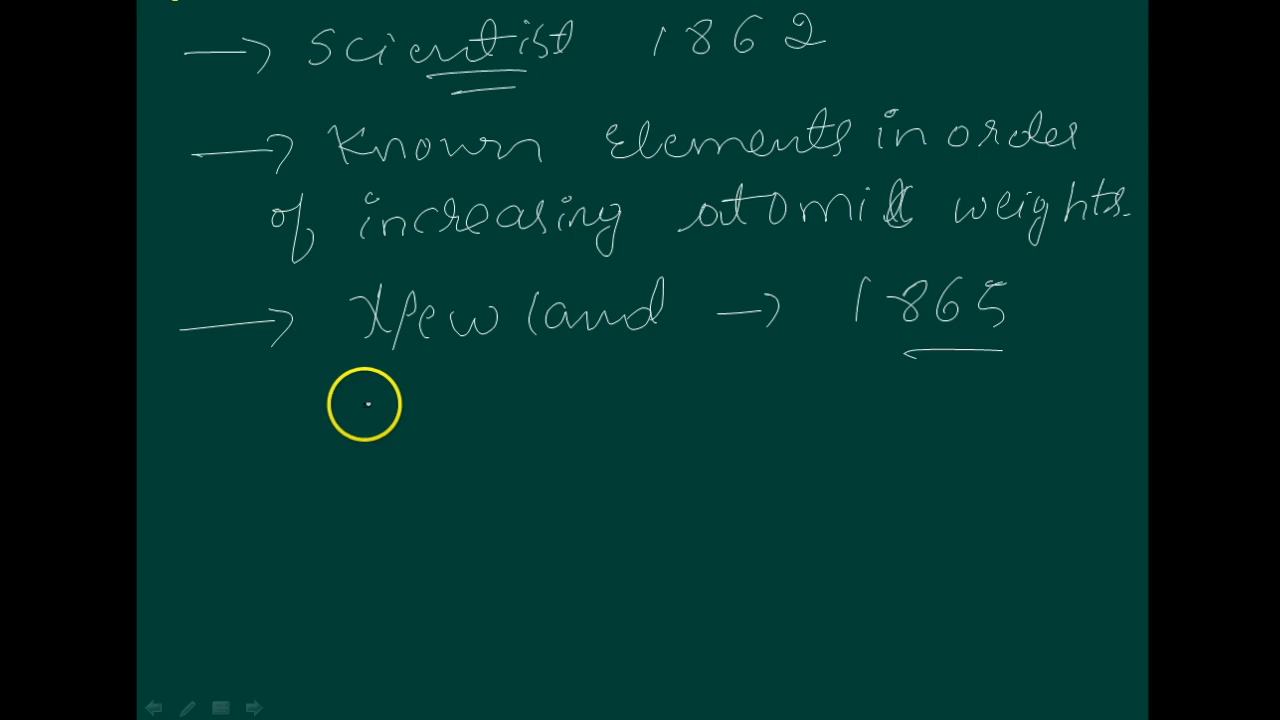 → Scientist 1862
→ Known Elements in order
of increasing atomic weights.
→ Newland → 1865